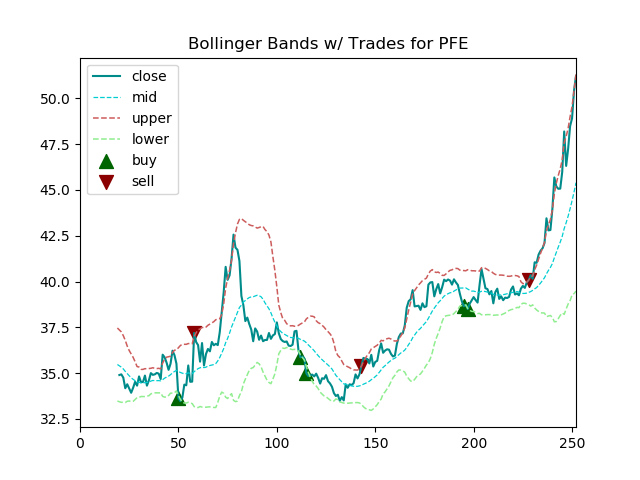 Bollinger Bands w/ Trades for PFE
close
mid
upper
lower
buy
sell
50.0
47.5
45.0
42.5
40.0
37.5
35.0
32.5
0 50 100 150 200 250